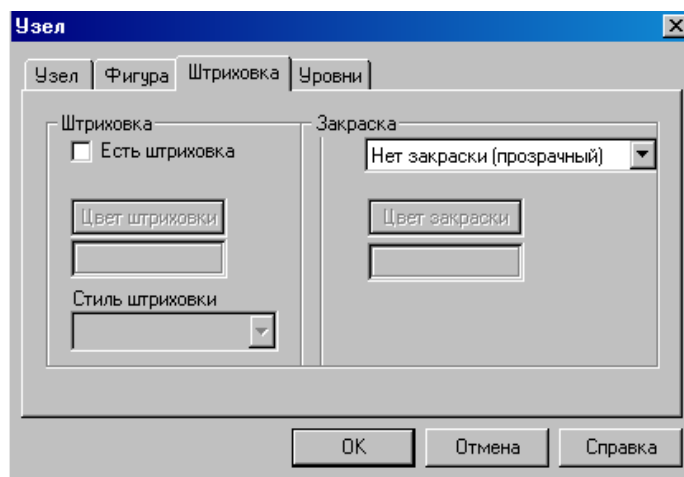 Узел
Узел Фигура Штриховка Уровни
Штриховка Закраска
Есть штриховка Нет закраски (прозрачный)
Цвет штриховки Цвет закраски
Стиль штриховки
OK Отмена Справка